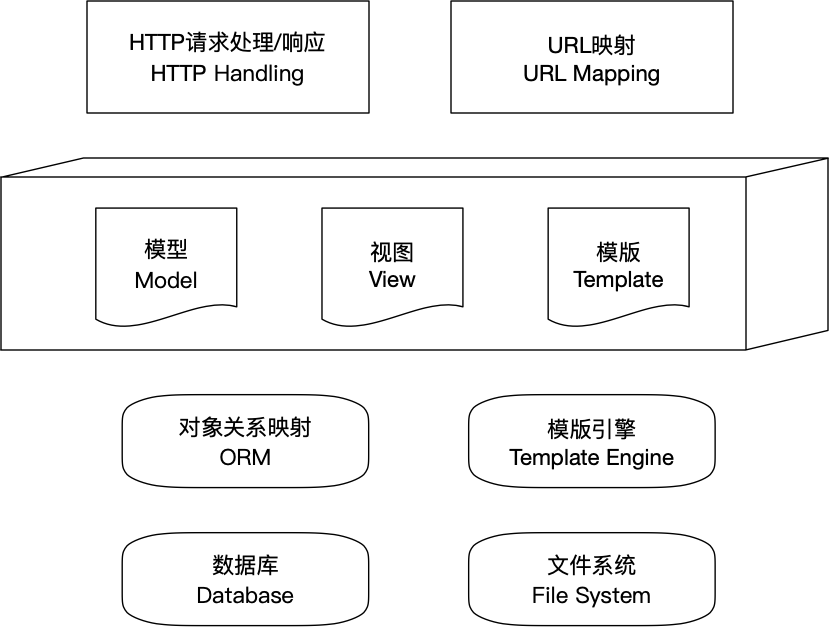 HTTP请求处理/响应
HTTP Handling
URL映射
URL Mapping
模型
Model
视图
View
模版
Template
对象关系映射
ORM
模版引擎
Template Engine
数据库
Database
文件系统
File System